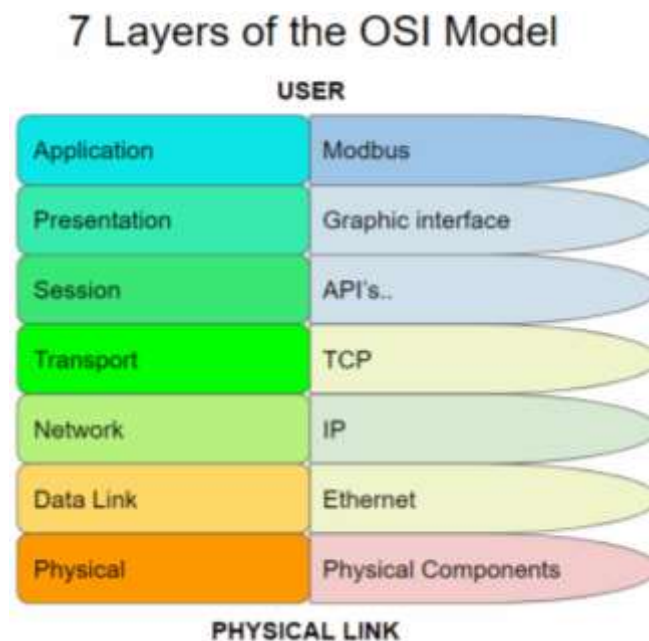 7 Layers of the OSI Model
USER
Application Modbus
Presentation Graphic interface
Session API's..
Transport TCP
Network IP
Data Link Ethernet
Physical Physical Components
PHYSICAL LINK